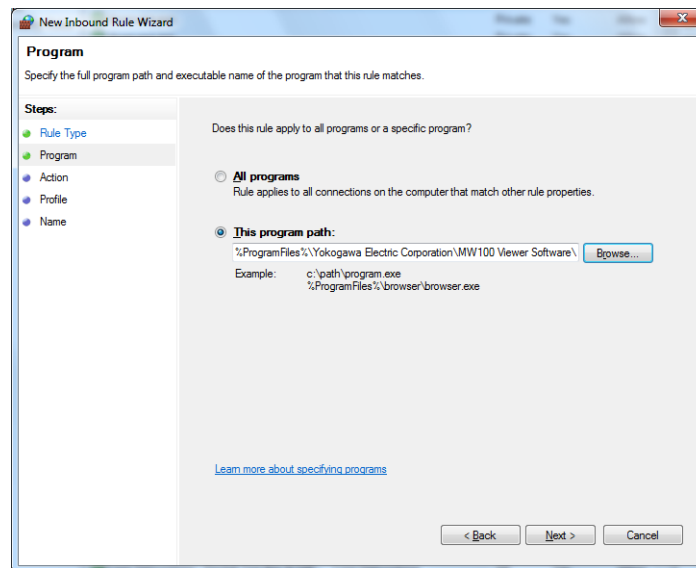 New Inbound Rule Wizard
Program
Specify the full program path and executable name of the program that this rule matches.
Steps:
Rule Type
Program
Action
Profile
Name
Does this rule apply to all programs or a specific program?
All programs
Rule applies to all connections on the computer that match other rule properties.
This program path:
%ProgramFiles%\Yokogawa Electric Corporation\MW100 Viewer Software\
Browse...
Example: c:\path\program.exe
%ProgramFiles%\browser\browser.exe
Learn more about specifying programs
< Back Next > Cancel